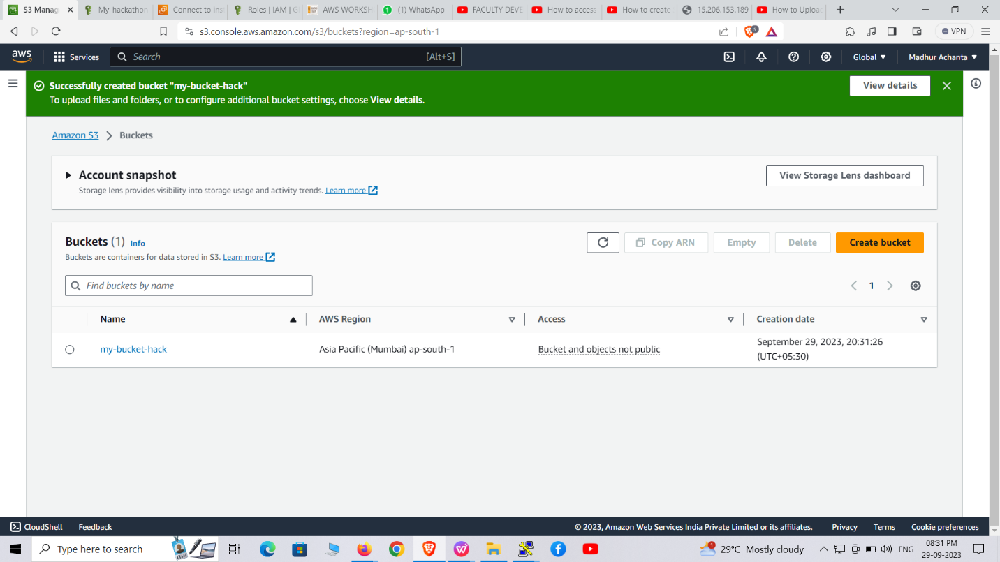 S3 Manag
My-hackathon
Connect to ins
Roles | IAM | G
AWS WORKSH
(1) WhatsApp
FACULTY DEVE
How to access
How to create
15.206.153.189
How to Upload
s3.console.aws.amazon.com/s3/buckets?region=ap-south-1
5
VPN
aws
Services
Search
[Alt+S]
Global
Madhur Achanta
Successfully created bucket "my-bucket-hack"
To upload files and folders, or to configure additional bucket settings, choose View details.
View details
Amazon S3
Buckets
Account snapshot
Storage lens provides visibility into storage usage and activity trends. Learn more
View Storage Lens dashboard
Buckets (1) Info
Buckets are containers for data stored in S3. Learn more
Copy ARN
Empty
Delete
Create bucket
Find buckets by name
1
Name
AWS Region
Access
Creation date
my-bucket-hack
Asia Pacific (Mumbai) ap-south-1
Bucket and objects not public
September 29, 2023, 20:31:26
(UTC+05:30)
CloudShell
Feedback
© 2023, Amazon Web Services India Private Limited or its affiliates.
Privacy
Terms
Cookie preferences
Type here to search
1
29°C Mostly cloudy
ENG
08:31 PM
29-09-2023